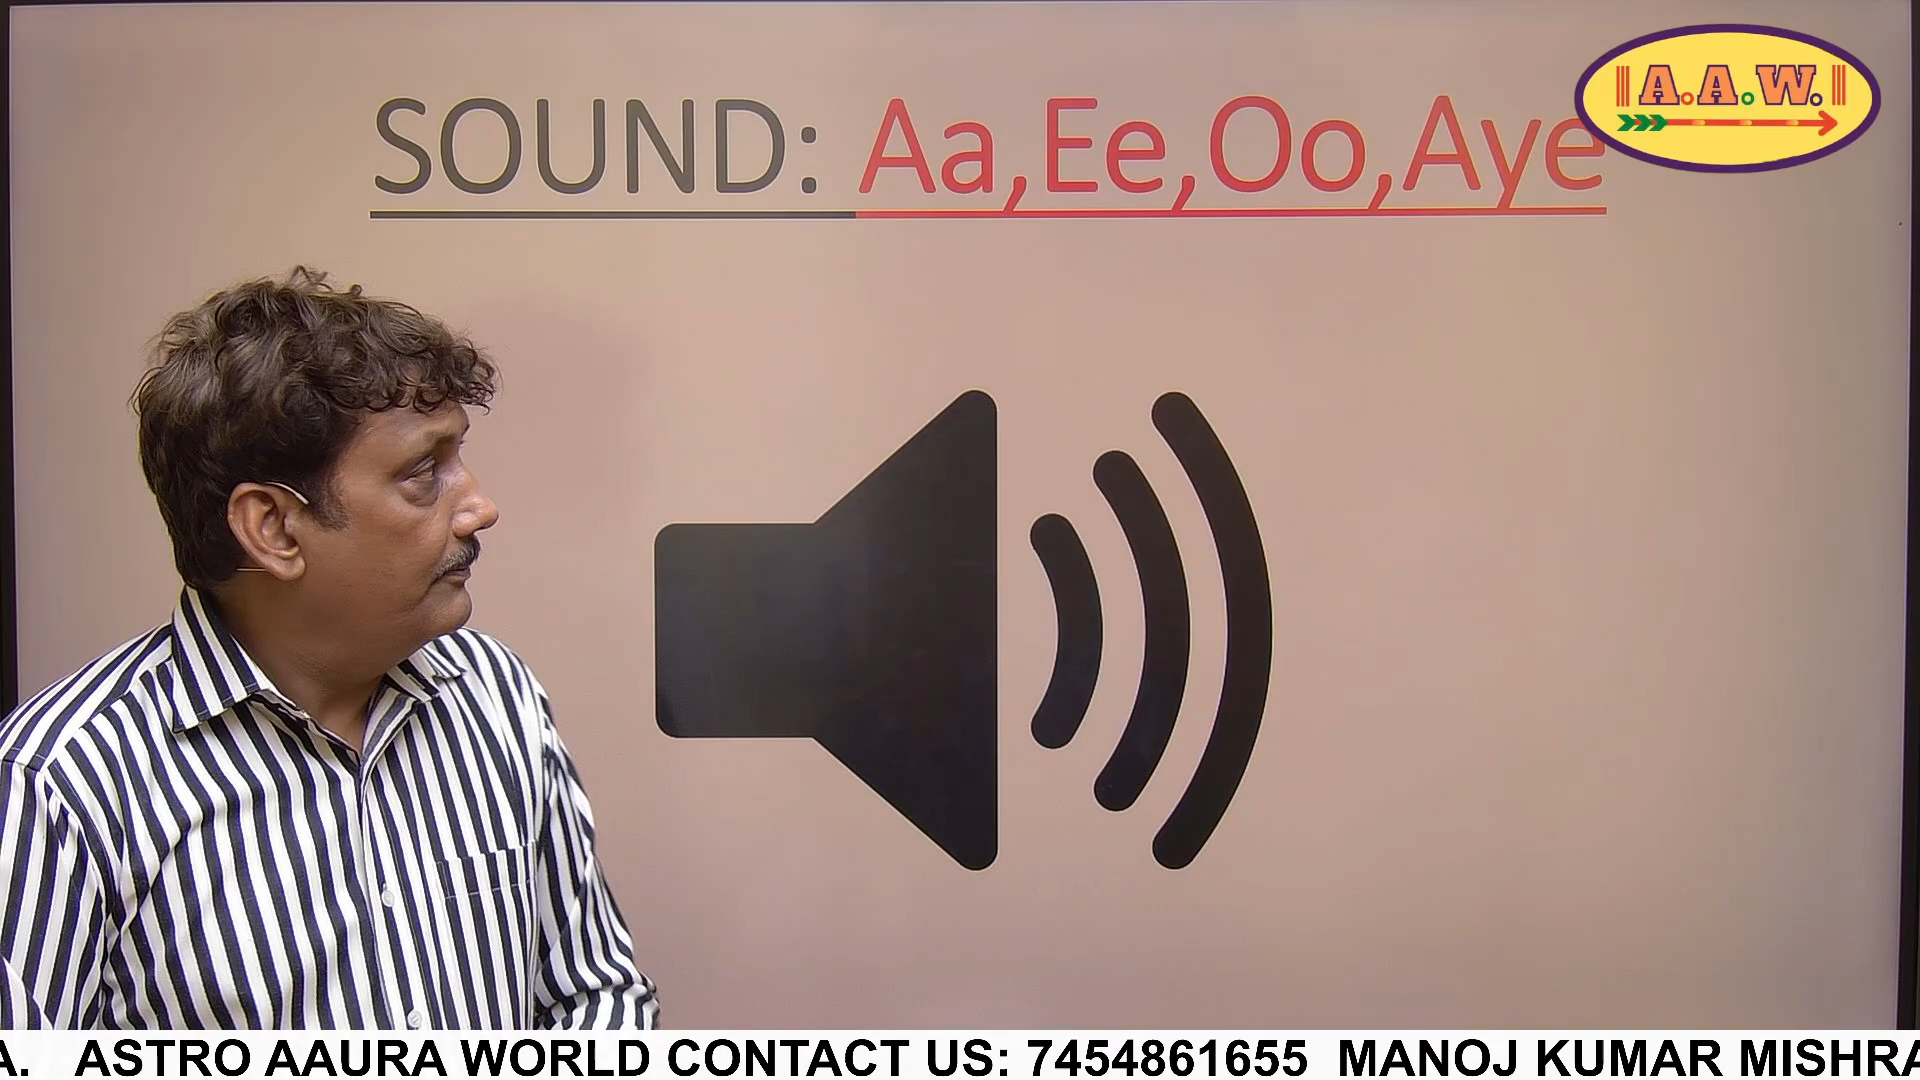 A.A.W.
SOUND: Aa,Ee,Oo,Aye
A.   ASTRO AAURA WORLD CONTACT US: 7454861655  MANOJ KUMAR MISHRA